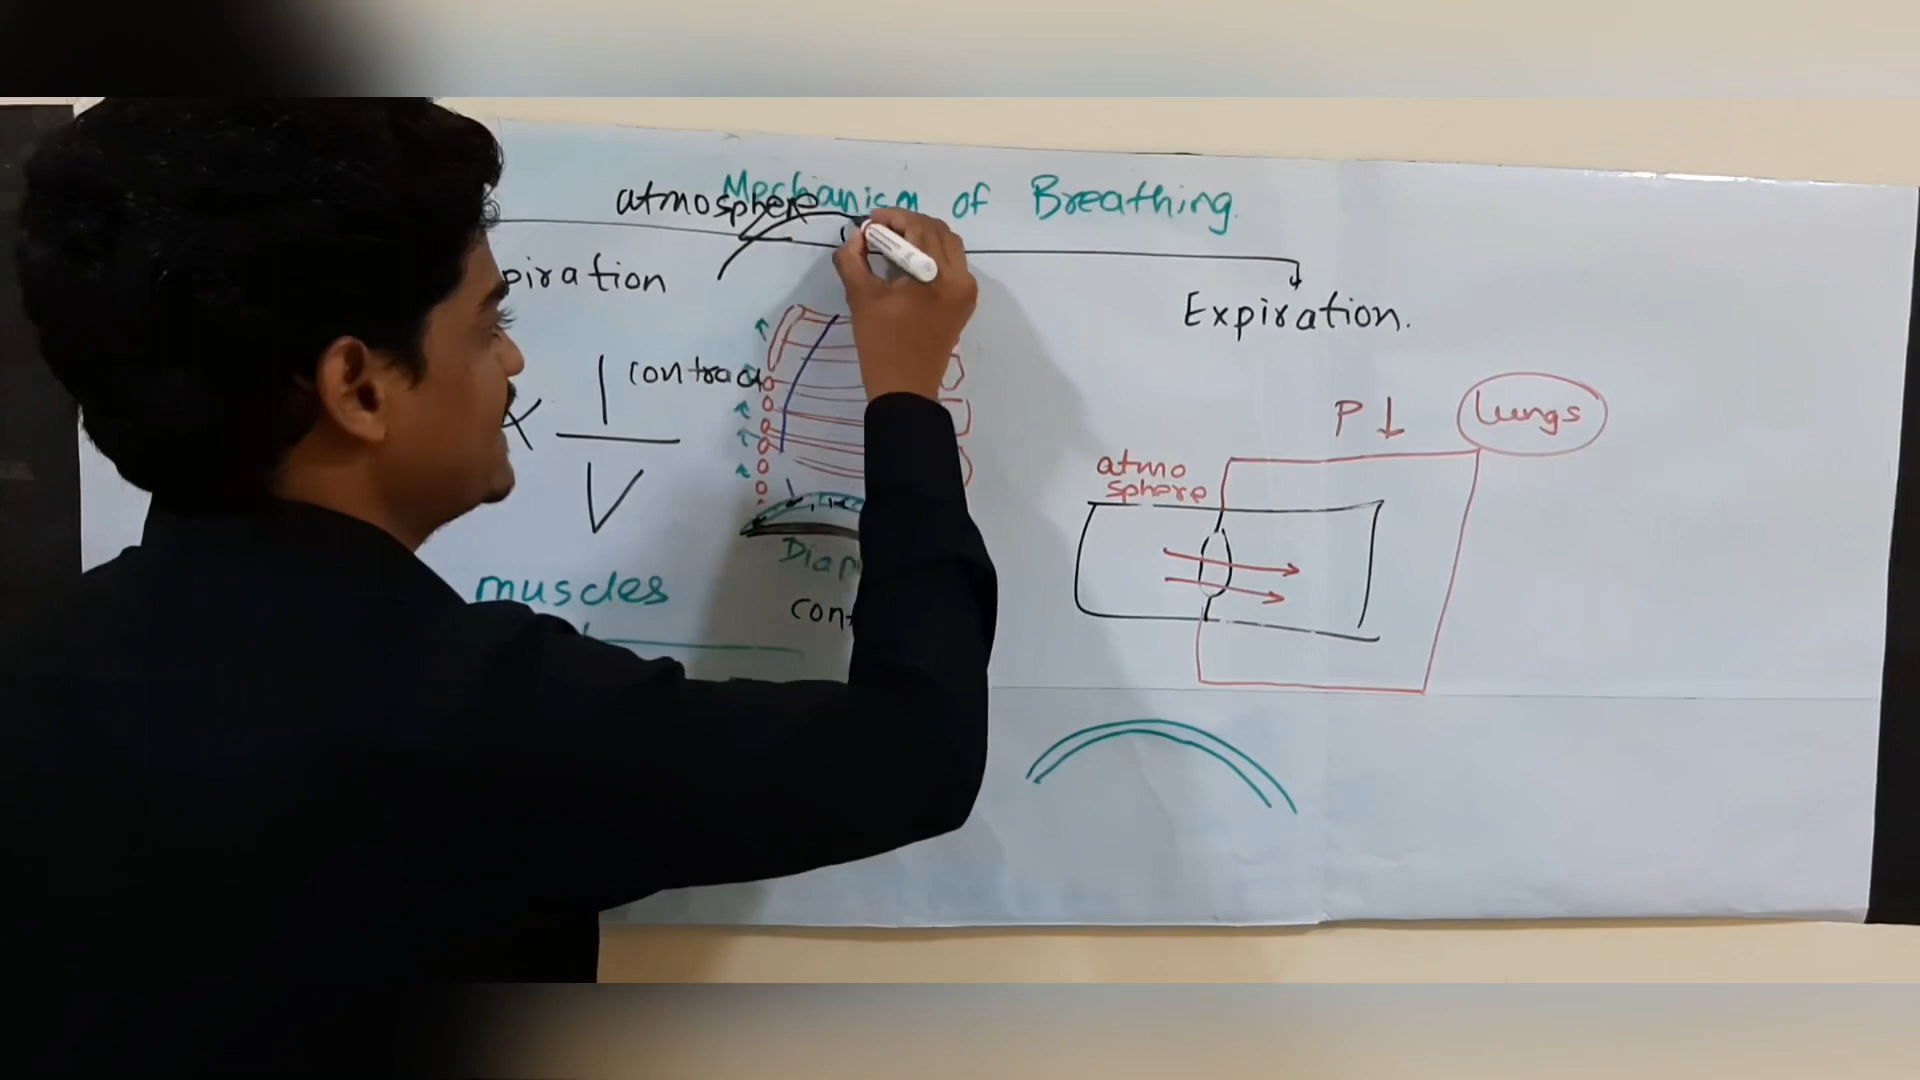 Mechanism of Breathing.
atmosphere
piration
Expiration.
1
contract
V
P ↓
Lungs
atmo
sphere
Diap
muscles
con